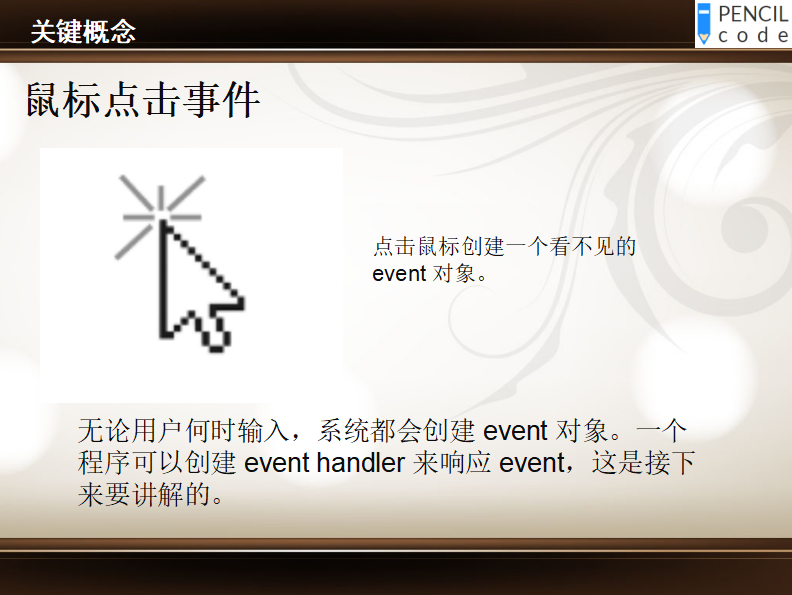 关键概念
PENCIL
code
鼠标点击事件
点击鼠标创建一个看不见的
event 对象。
无论用户何时输入，系统都会创建 event 对象。一个
程序可以创建 event handler 来响应 event，这是接下
来要讲解的。